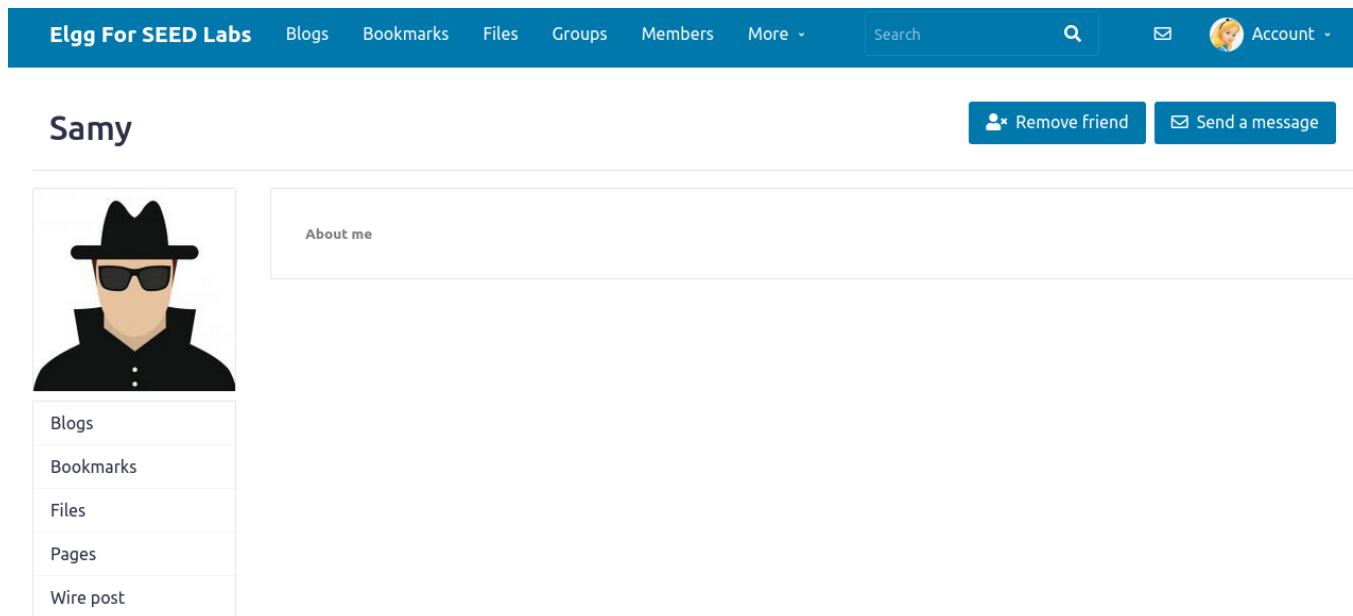 Elgg For SEED Labs Blogs Bookmarks Files Groups Members More Search Account
Samy Remove friend Send a message
About me
Blogs
Bookmarks
Files
Pages
Wire post